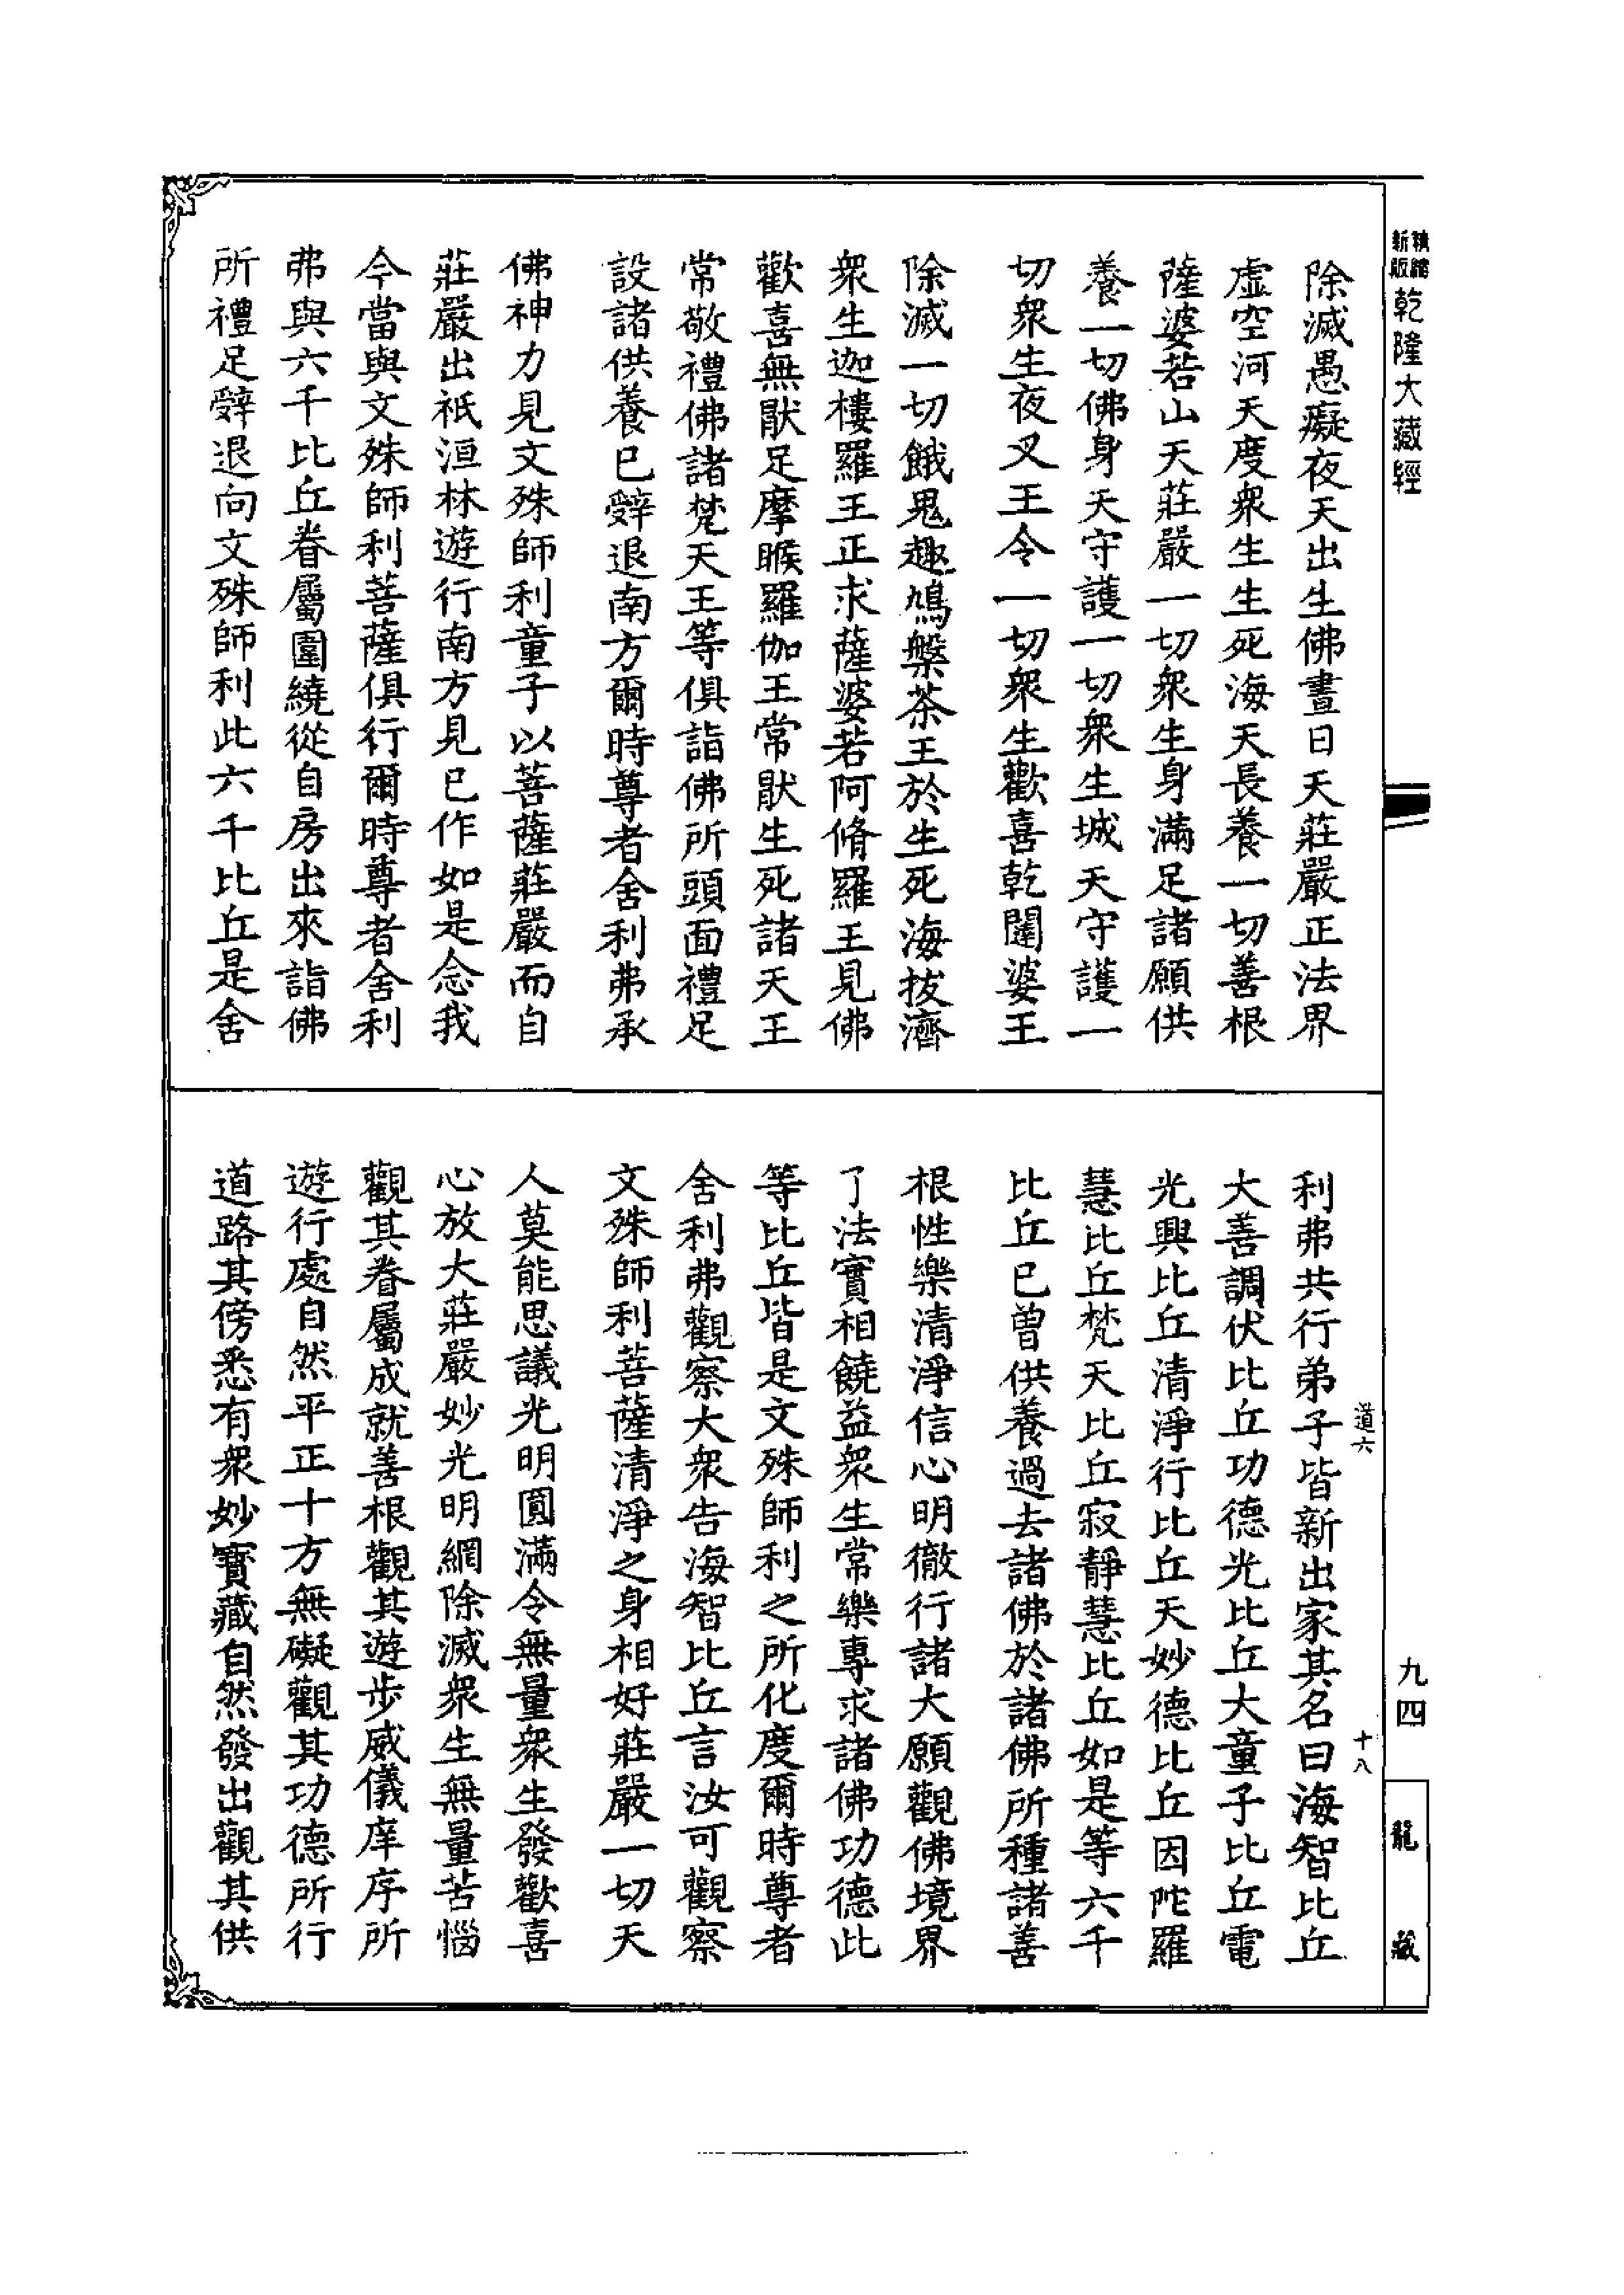 新版
乾隆大藏經
除滅愚癡夜天出生佛晝日天莊嚴正法界
虛空河天度衆生生死海天長養一切善根
薩婆若山天莊嚴一切衆生身滿足諸願供
養一切佛身天守護一切衆生城天守護一
切衆生夜叉王令一切衆生歡喜乾闥婆王
除滅一切餓鬼趣鳩槃茶王於生死海拔濟
衆生迦樓羅王正求薩婆若阿脩羅王見佛
歡喜無猒足摩睺羅伽王常猒生死諸天王
常敬禮佛諸梵天王等俱詣佛所頭面禮足
設諸供養已辭退南方爾時尊者舍利弗承
佛神力見文殊師利童子以菩薩莊嚴而自
莊嚴出祇洹林遊行南方見已作如是念我
今當與文殊師利菩薩俱行爾時尊者舍利
弗與六千比丘眷屬圍繞從自房出來詣佛
所禮足辭退向文殊師利此六千比丘是舍
利弗共行弟子皆新出家其名曰海智比丘
大善調伏比丘功德光比丘大童子比丘電
光興比丘清淨行比丘天妙德比丘因陀羅
慧比丘梵天比丘寂靜慧比丘如是等六千
比丘已曾供養過去諸佛於諸佛所種諸善
根性樂清淨信心明徹行諸大願觀佛境界
了法實相饒益衆生常樂專求諸佛功德此
等比丘皆是文殊師利之所化度爾時尊者
舍利弗觀察大衆告海智比丘言汝可觀察
文殊師利菩薩清淨之身相好莊嚴一切天
人莫能思議光明圓滿令無量衆生發歡喜
心放大莊嚴妙光明網除滅衆生無量苦惱
觀其眷屬成就善根觀其遊步威儀庠序所
遊行處自然平正十方無礙觀其功德所行
道路其傍悉有衆妙寶藏自然發出觀其供
道六
十八
九四
龍藏